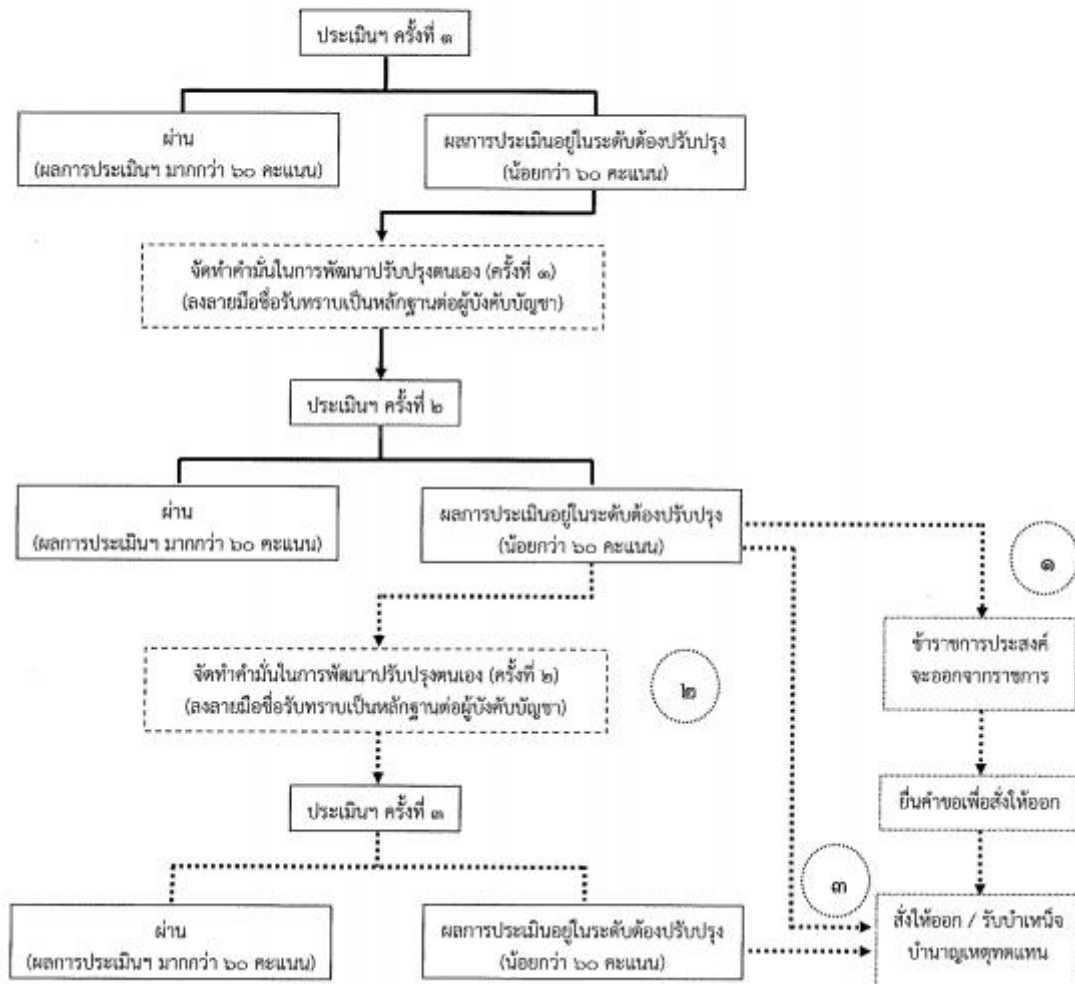 ประเมินฯ ครั้งที่ ๑
ผ่าน
(ผลการประเมินฯ มากกว่า ๖๐ คะแนน)
ผลการประเมินอยู่ในระดับต้องปรับปรุง
(น้อยกว่า ๖๐ คะแนน)
จัดทำคำมั่นในการพัฒนาปรับปรุงตนเอง (ครั้งที่ ๑)
(ลงลายมือชื่อรับทราบเป็นหลักฐานต่อผู้บังคับบัญชา)
ประเมินฯ ครั้งที่ ๒
ผ่าน
(ผลการประเมินฯ มากกว่า ๖๐ คะแนน)
ผลการประเมินอยู่ในระดับต้องปรับปรุง
(น้อยกว่า ๖๐ คะแนน)
๑
ข้าราชการประสงค์
จะออกจากราชการ
จัดทำคำมั่นในการพัฒนาปรับปรุงตนเอง (ครั้งที่ ๒)
(ลงลายมือชื่อรับทราบเป็นหลักฐานต่อผู้บังคับบัญชา)
๒
ยื่นคำขอเพื่อสั่งให้ออก
ประเมินฯ ครั้งที่ ๓
๓
ผ่าน
(ผลการประเมินฯ มากกว่า ๖๐ คะแนน)
ผลการประเมินอยู่ในระดับต้องปรับปรุง
(น้อยกว่า ๖๐ คะแนน)
สั่งให้ออก / รับบำเหน็จ
บำนาญเหตุทดแทน